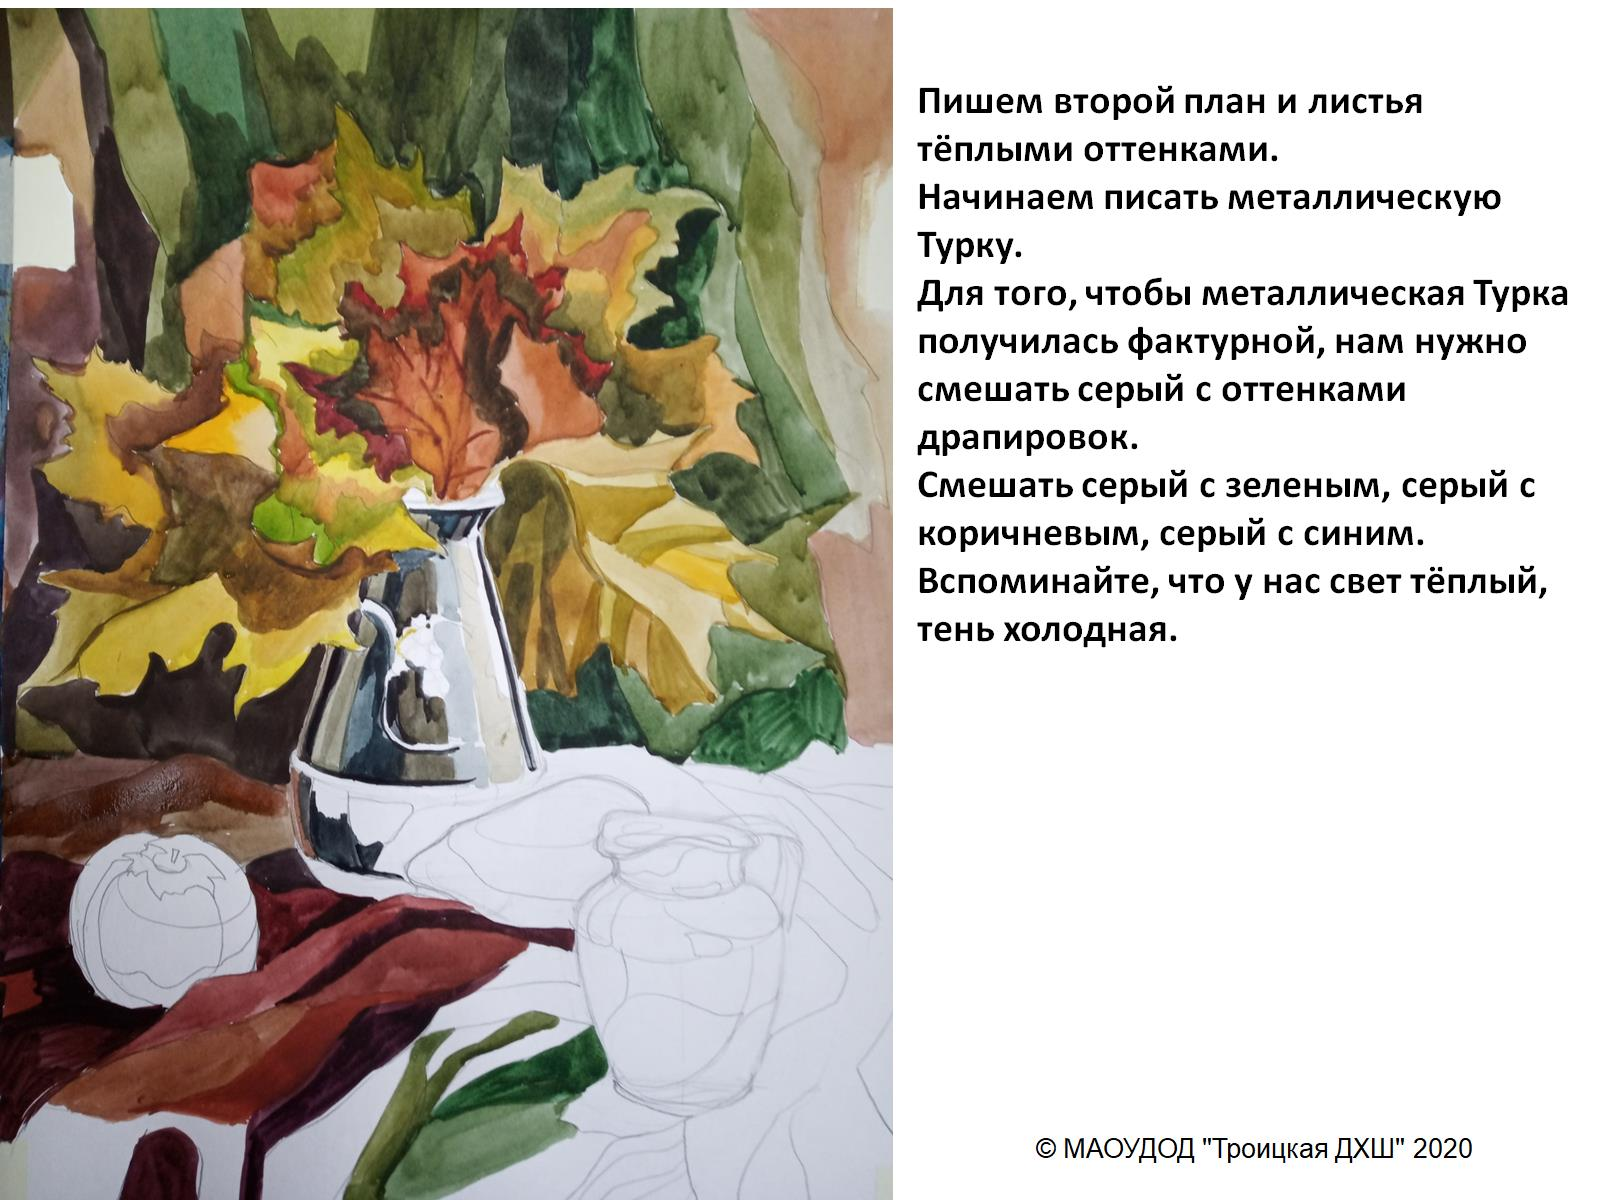 Пишем второй план и листья
тёплыми оттенками.
Начинаем писать металлическую
Турку.
Для того, чтобы металлическая Турка
получилась фактурной, нам нужно
смешать серый с оттенками
драпировок.
Смешать серый с зеленым, серый с
коричневым, серый с синим.
Вспоминайте, что у нас свет тёплый,
тень холодная.
© МАОУДОД "Троицкая ДХШ" 2020